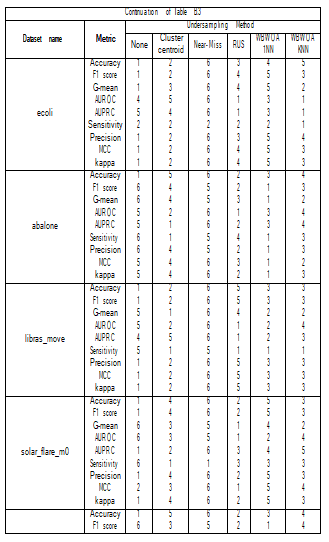 Continuation of Table B.3
Undersampling Method
Dataset name Metric None Cluster centroid Near-Miss RUS WBWOA 1NN WBWOA KNN
ecoli
Accuracy 1 2 6 3 4 5
F1 score 1 2 6 4 5 3
G-mean 1 3 6 4 5 2
AUROC 4 5 6 1 3 1
AUPRC 5 4 6 1 3 1
Sensitivity 2 2 2 2 2 1
Precision 1 2 6 3 5 4
MCC 1 2 6 4 5 3
kappa 1 2 6 4 5 3
abalone
Accuracy 1 5 6 2 3 4
F1 score 6 4 5 2 1 3
G-mean 6 4 5 3 1 2
AUROC 5 2 6 1 3 4
AUPRC 5 1 6 2 3 4
Sensitivity 6 1 5 4 1 3
Precision 6 4 5 2 1 3
MCC 5 4 6 3 1 2
kappa 5 4 6 2 1 3
libras_move
Accuracy 1 2 6 5 3 3
F1 score 1 2 6 5 3 3
G-mean 5 1 6 4 2 2
AUROC 5 2 6 1 2 4
AUPRC 4 5 6 1 2 3
Sensitivity 5 1 5 1 1 1
Precision 1 2 6 5 3 3
MCC 1 2 6 5 3 3
kappa 1 2 6 5 3 3
solar_flare_m0
Accuracy 1 4 6 2 5 3
F1 score 1 4 6 2 5 3
G-mean 6 3 5 1 4 2
AUROC 6 3 5 1 2 4
AUPRC 1 2 6 3 4 5
Sensitivity 6 1 1 3 3 3
Precision 1 4 6 2 5 3
MCC 2 3 6 1 5 4
kappa 1 4 6 2 5 3
Accuracy 1 5 6 2 3 4
F1 score 6 3 5 2 1 4